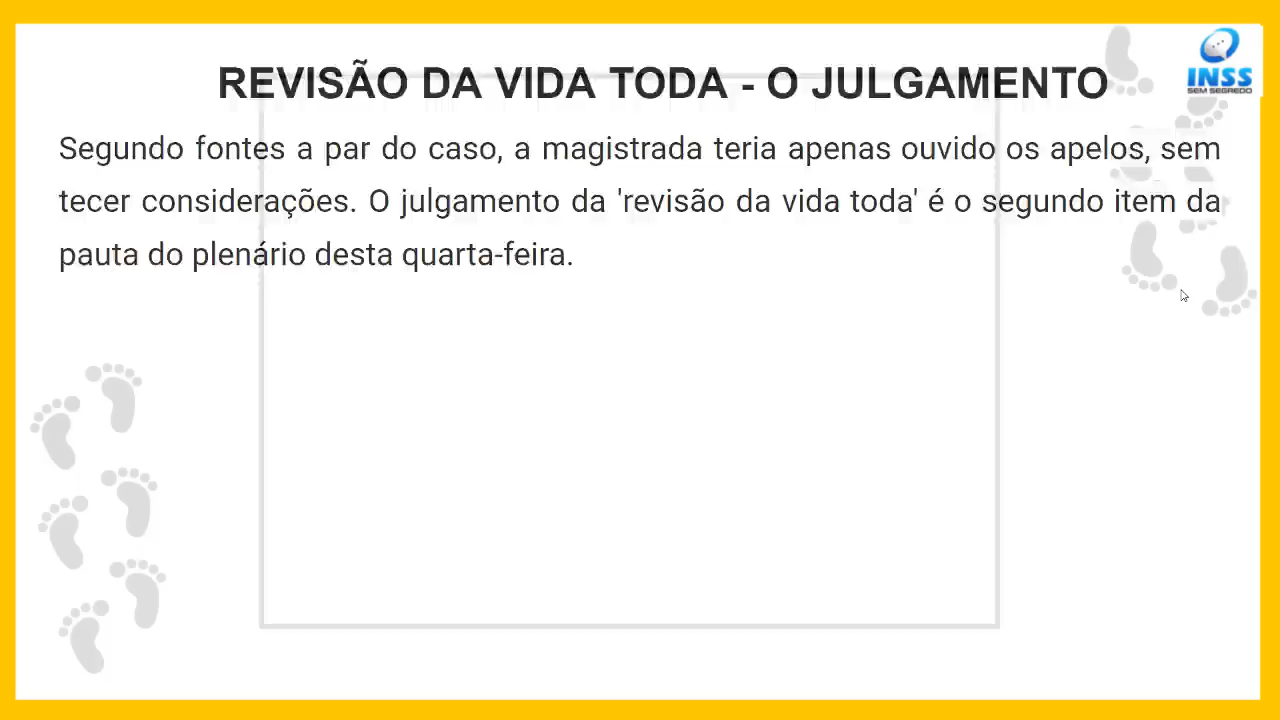 REVISÃO DA VIDA TODA - O JULGAMENTO
INSS
SEM SEGREDO
Segundo fontes a par do caso, a magistrada teria apenas ouvido os apelos, sem
tecer considerações. O julgamento da 'revisão da vida toda' é o segundo item da
pauta do plenário desta quarta-feira.